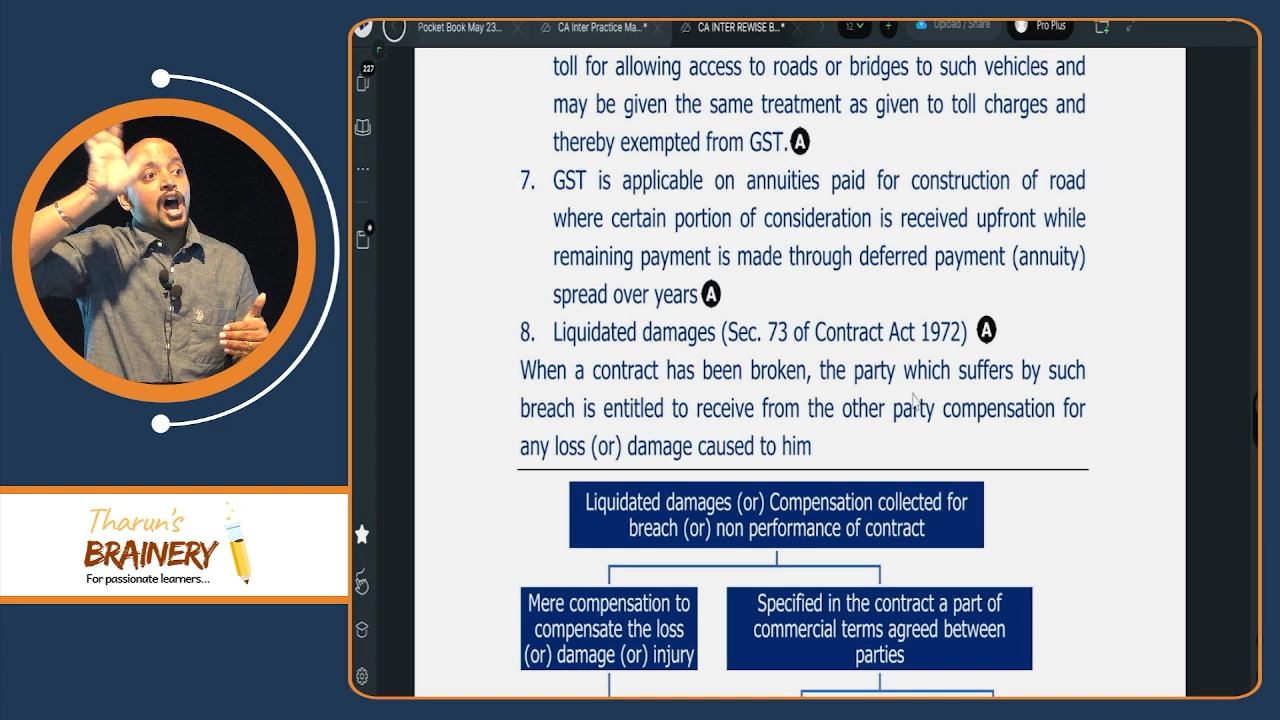 Pocket Book May 23...
CA Inter Practice Ma...*
CA INTER REWISE B...*
12
Upload / Share
Pro Plus
227
toll for allowing access to roads or bridges to such vehicles and
may be given the same treatment as given to toll charges and
thereby exempted from GST. A
7. GST is applicable on annuities paid for construction of road
where certain portion of consideration is received upfront while
remaining payment is made through deferred payment (annuity)
spread over years A
8. Liquidated damages (Sec. 73 of Contract Act 1972) A
When a contract has been broken, the party which suffers by such
breach is entitled to receive from the other party compensation for
any loss (or) damage caused to him
Liquidated damages (or) Compensation collected for
breach (or) non performance of contract
Mere compensation to
compensate the loss
(or) damage (or) injury
Specified in the contract a part of
commercial terms agreed between
parties
Tharun's
BRAINERY
For passionate learners...